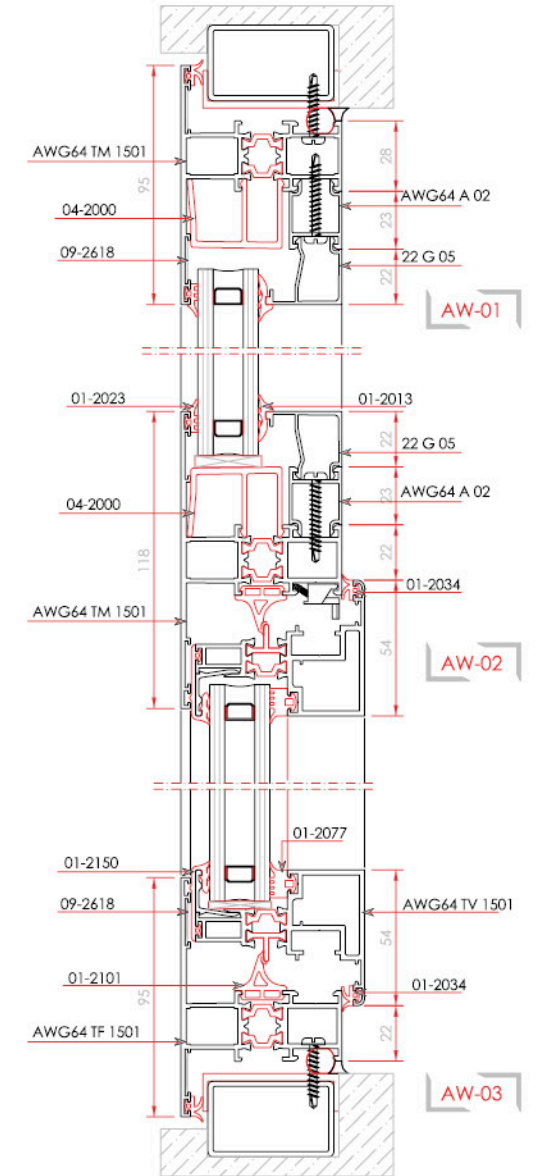 28
AWG64 TM 1501
95
AWG64 A 02
04-2000
23
09-2618
22 G 05
22
AW-01
01-2023
01-2013
22
22 G 05
AWG64 A 02
23
04-2000
118
22
01-2034
AWG64 TM 1501
54
AW-02
01-2077
01-2150
09-2618
AWG64 TV 1501
54
01-2101
01-2034
95
AWG64 TF 1501
22
AW-03